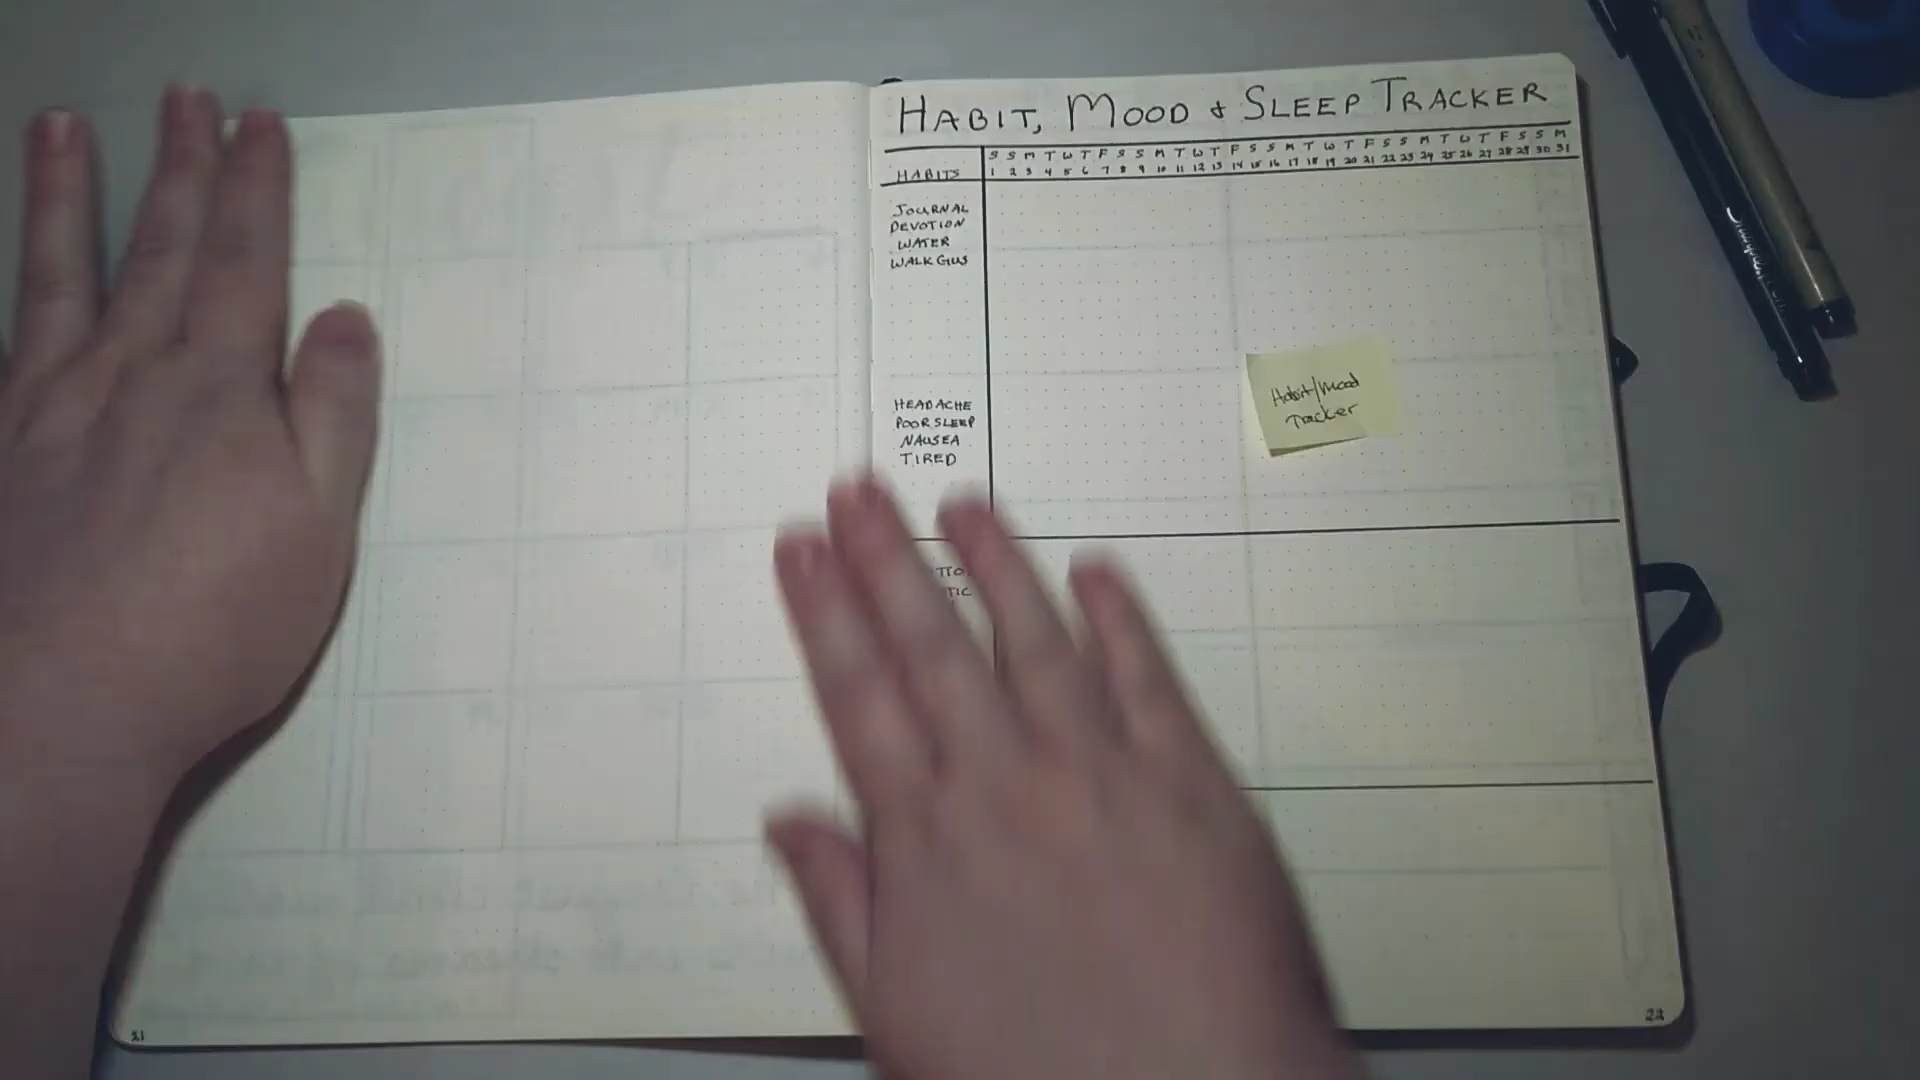 HABIT, MOOD & SLEEP TRACKER
S S M T W T F S S M T W T F S S M T W T F S S M T W T F S S M
HABITS 1 2 3 4 5 6 7 8 9 10 11 12 13 14 15 16 17 18 19 20 21 22 23 24 25 26 27 28 29 30 31
JOURNAL
DEVOTION
WATER
WALK GUS
Habit/Mood
Tracker
HEADACHE
POOR SLEEP
NAUSEA
TIRED
21
22